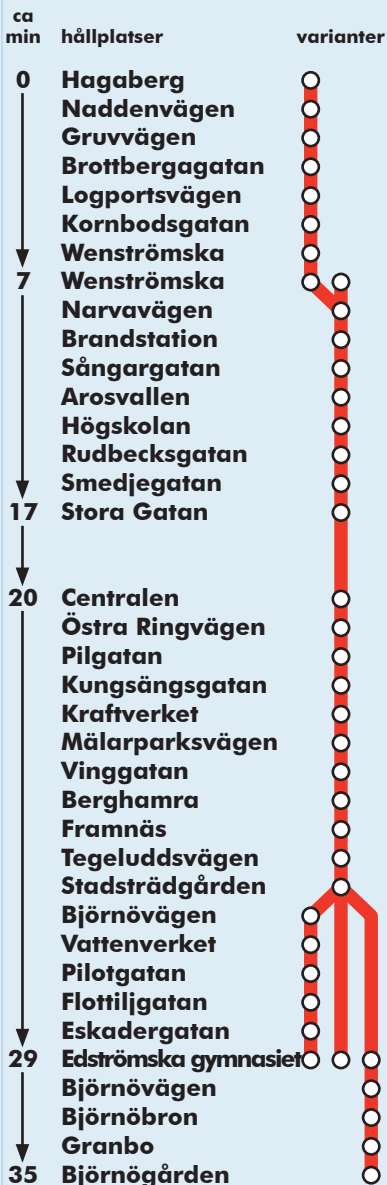 ca
min hållplatser varianter
0 Hagaberg
Naddenvägen
Gruvvägen
Brottbergagatan
Logportsvägen
Kornbodsgatan
Wenströmska
7 Wenströmska
Narvavägen
Brandstation
Sångargatan
Arosvallen
Högskolan
Rudbecksgatan
Smedjegatan
17 Stora Gatan
20 Centralen
Östra Ringvägen
Pilgatan
Kungsängsgatan
Kraftverket
Mälarparksvägen
Vinggatan
Berghamra
Framnäs
Tegeluddsvägen
Stadsträdgården
Björnövägen
Vattenverket
Pilotgatan
Flottiljgatan
Eskadergatan
29 Edströmska gymnasiet
Björnövägen
Björnöbron
Granbo
35 Björnögården